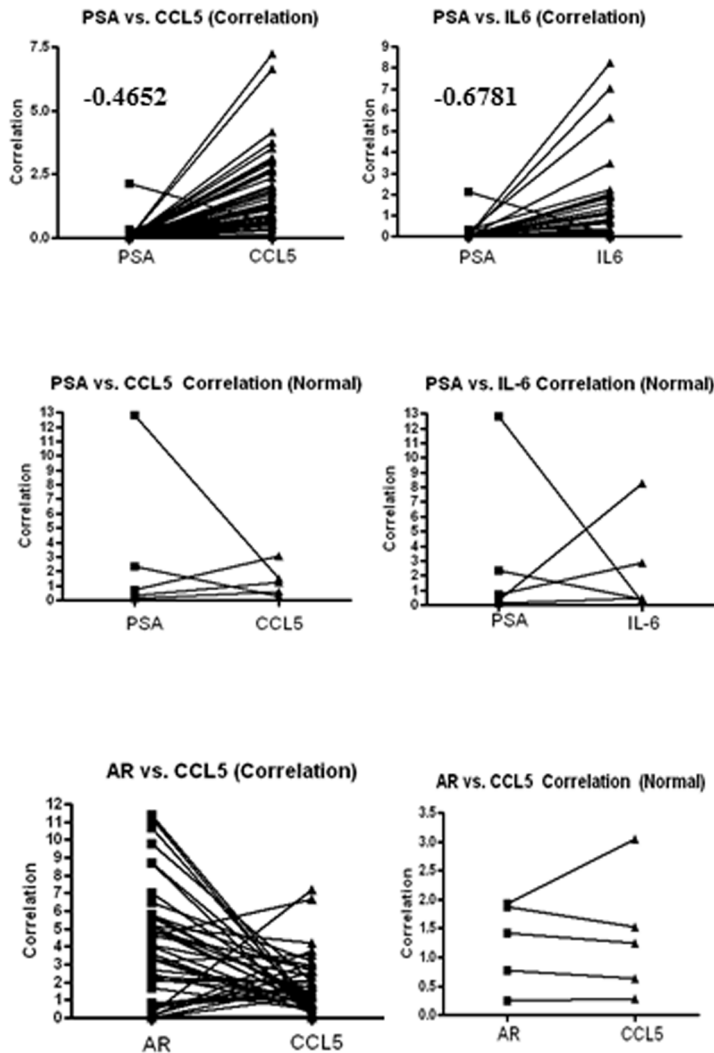 PSA vs. CCL5 (Correlation)
7.5
5.0
2.5
0.0
Correlation
-0.4652
PSA
CCL5
PSA vs. IL6 (Correlation)
9
8
7
6
5
4
3
2
1
0
Correlation
-0.6781
PSA
IL6
PSA vs. CCL5 Correlation (Normal)
13
12
11
10
9
8
7
6
5
4
3
2
1
0
Correlation
PSA
CCL5
PSA vs. IL-6 Correlation (Normal)
13
12
11
10
9
8
7
6
5
4
3
2
1
0
Correlation
PSA
IL-6
AR vs. CCL5 (Correlation)
12
11
10
9
8
7
6
5
4
3
2
1
0
Correlation
AR
CCL5
AR vs. CCL5 Correlation (Normal)
3.5
3.0
2.5
2.0
1.5
1.0
0.5
0.0
Correlation
AR
CCL5